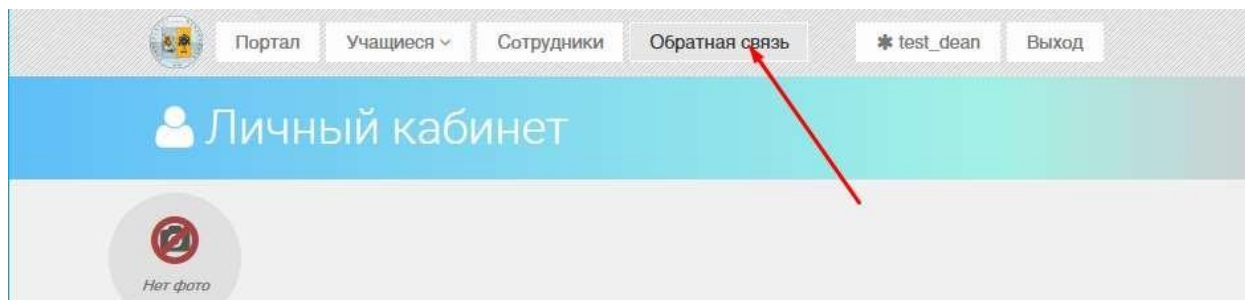 Портал Учащиеся Сотрудники Обратная связь test_dean Выход
Личный кабинет
Нет фото